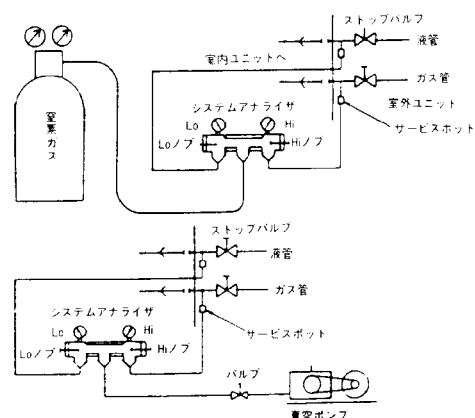 ストップバルブ
液管
室内ユニットへ
ガス管
窒素ガス
システムアナライザ
室外ユニット
サービスポット
Lo
Hi
Loノブ
Hiノブ
ストップバルブ
液管
ガス管
システムアナライザ
サービスポット
Lo
Hi
Loノブ
Hiノブ
バルブ
真空ポンプ